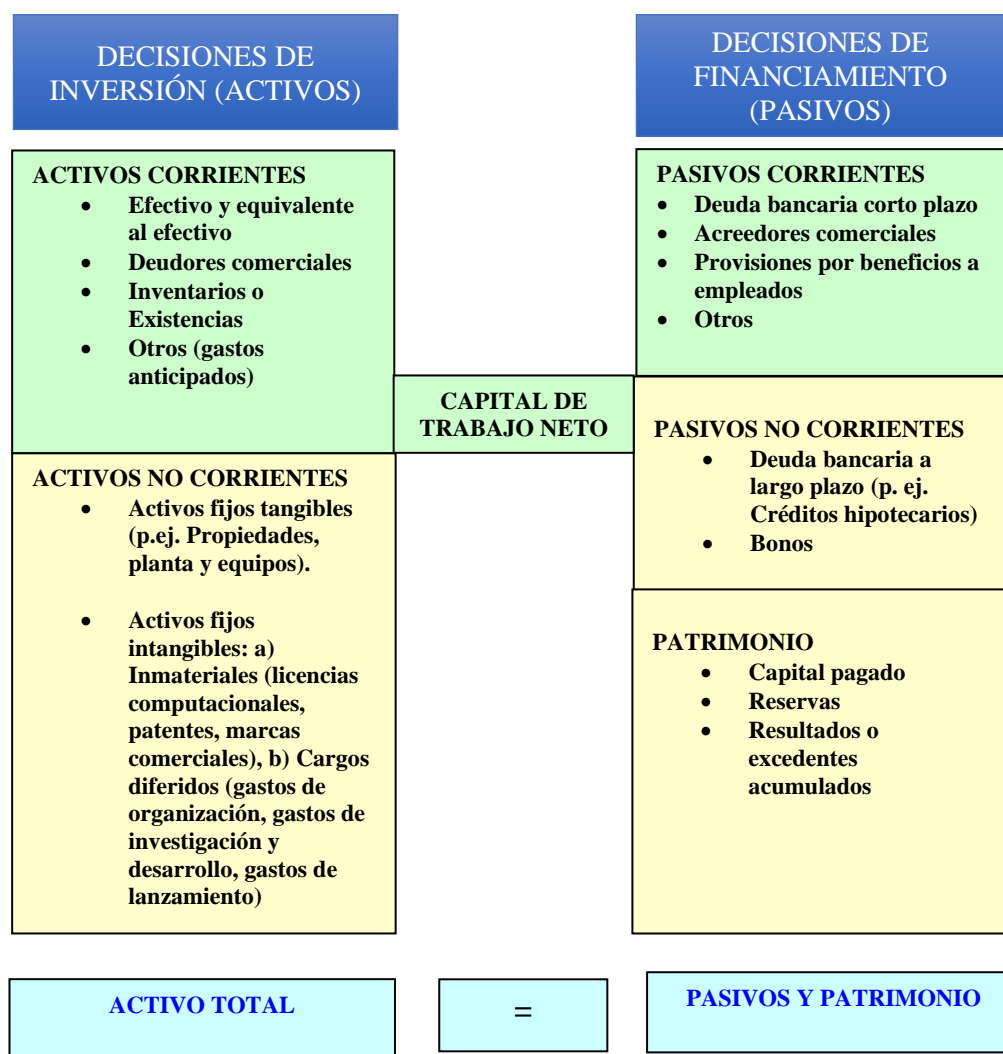 DECISIONES DE
INVERSIÓN (ACTIVOS)
DECISIONES DE
FINANCIAMIENTO
(PASIVOS)
ACTIVOS CORRIENTES
• Efectivo y equivalente
al efectivo
• Deudores comerciales
• Inventarios o
Existencias
• Otros (gastos
anticipados)
PASIVOS CORRIENTES
• Deuda bancaria corto plazo
• Acreedores comerciales
• Provisiones por beneficios a
empleados
• Otros
CAPITAL DE
TRABAJO NETO
ACTIVOS NO CORRIENTES
• Activos fijos tangibles
(p.ej. Propiedades,
planta y equipos).
• Activos fijos
intangibles: a)
Inmateriales (licencias
computacionales,
patentes, marcas
comerciales), b) Cargos
diferidos (gastos de
organización, gastos de
investigación y
desarrollo, gastos de
lanzamiento)
PASIVOS NO CORRIENTES
• Deuda bancaria a
largo plazo (p. ej.
Créditos hipotecarios)
• Bonos
PATRIMONIO
• Capital pagado
• Reservas
• Resultados o
excedentes
acumulados
ACTIVO TOTAL
=
PASIVOS Y PATRIMONIO